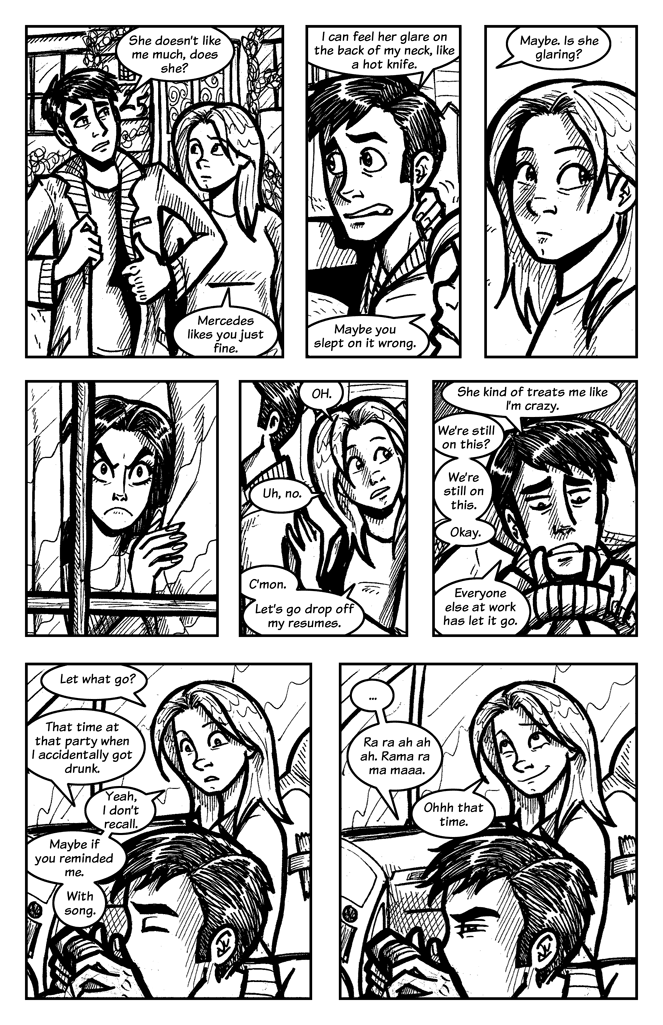 She doesn't like
me much, does
she?
Mercedes
likes you just
fine.
I can feel her glare on
the back of my neck, like
a hot knife.
Maybe you
slept on it wrong.
Maybe. Is she
glaring?
OH.
Uh, no.
C'mon.
Let's go drop off
my resumes.
She kind of treats me like
I'm crazy.
We're still
on this?
We're
still on
this.
Okay.
Everyone
else at work
has let it go.
Let what go?
That time at
that party when
I accidentally got
drunk.
Yeah,
I don't
recall.
Maybe if
you reminded
me.
With
song.
...
Ra ra ah ah
ah. Rama ra
ma maaa.
Ohhh that
time.